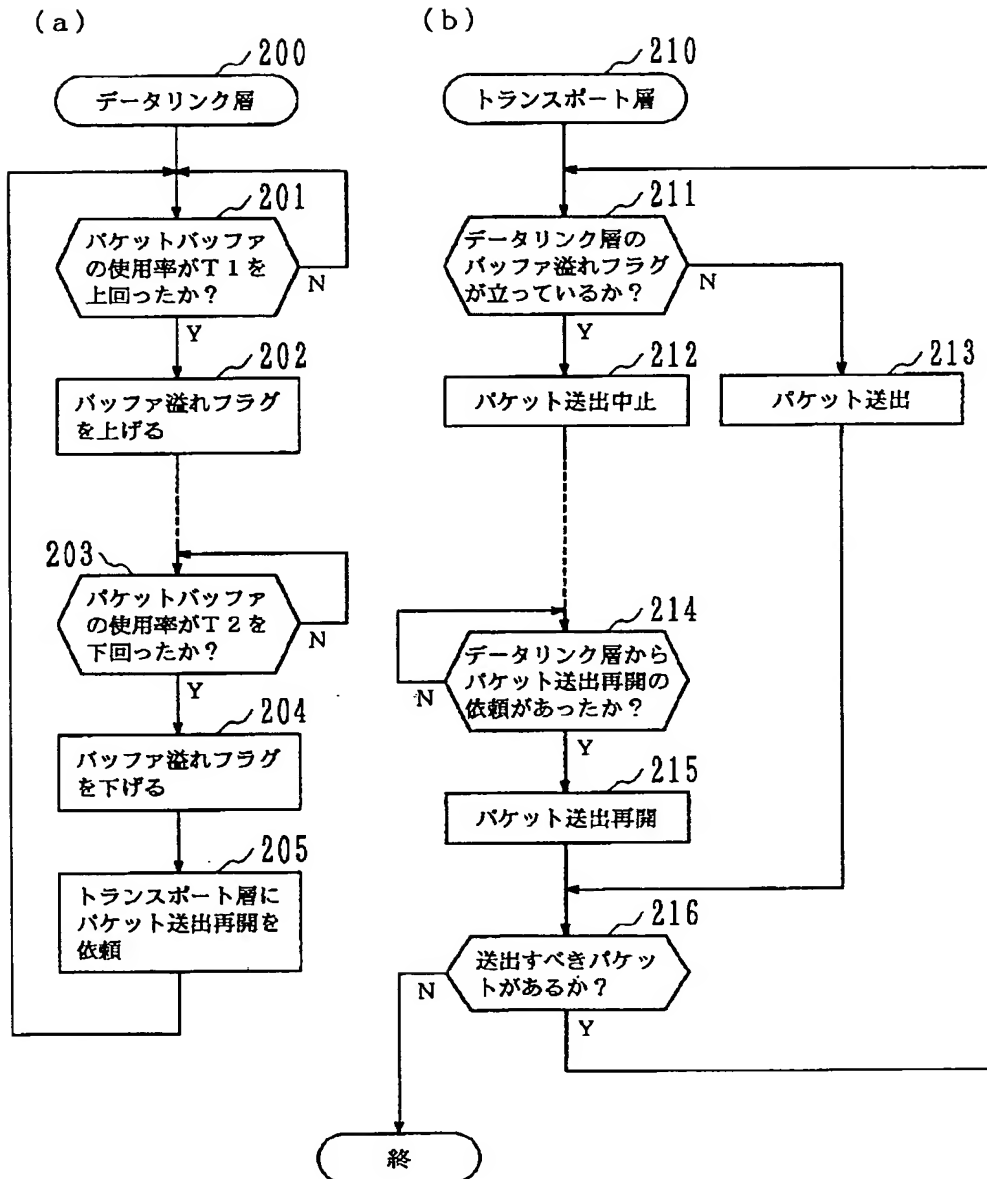 (a)
200
データリンク層
201
パケットバッファ
の使用率がT1を
上回ったか?
N
Y
202
バッファ溢れフラグ
を上げる
203
パケットバッファ
の使用率がT2を
下回ったか?
N
Y
204
バッファ溢れフラグ
を下げる
205
トランスポート層に
パケット送出再開を
依頼
(b)
210
トランスポート層
211
データリンク層の
バッファ溢れフラグ
が立っているか?
N
Y
212
パケット送出中止
213
パケット送出
214
データリンク層から
パケット送出再開の
依頼があったか?
N
Y
215
パケット送出再開
216
送出すべきパケッ
トがあるか?
N
Y
終